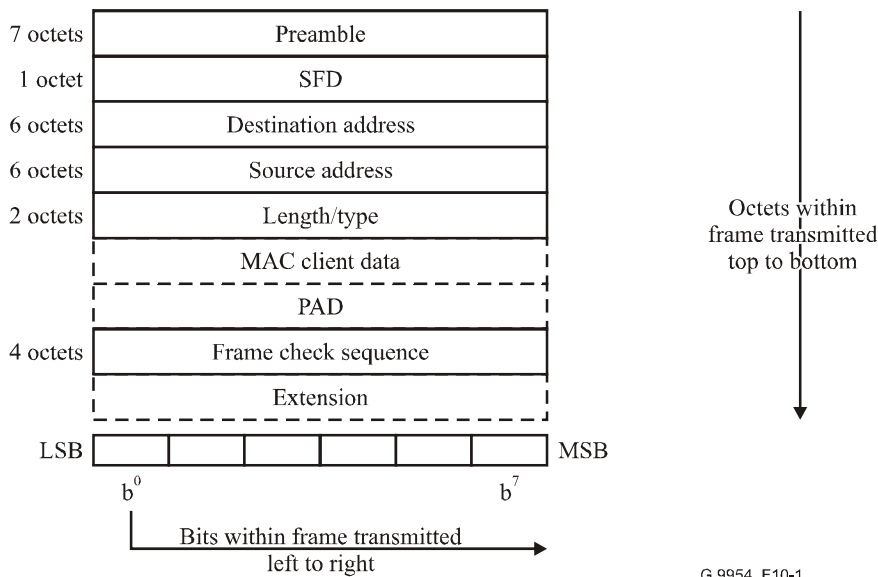 7 octets Preamble
1 octet SFD
6 octets Destination address
6 octets Source address
2 octets Length/type
MAC client data
PAD
4 octets Frame check sequence
Extension
LSB MSB
b0 b7
Bits within frame transmitted
left to right
Octets within
frame transmitted
top to bottom
G.9954_F10-1